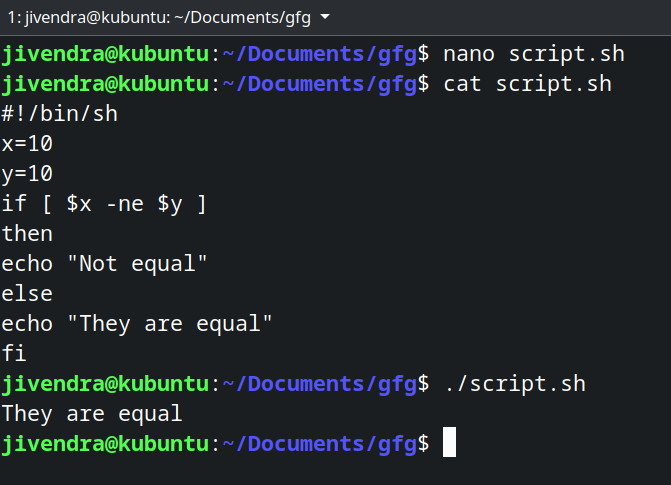 1: jivendra@kubuntu: ~/Documents/gfg
jivendra@kubuntu:~/Documents/gfg$ nano script.sh
jivendra@kubuntu:~/Documents/gfg$ cat script.sh
#!/bin/sh
x=10
y=10
if [ $x -ne $y ]
then
echo "Not equal"
else
echo "They are equal"
fi
jivendra@kubuntu:~/Documents/gfg$ ./script.sh
They are equal
jivendra@kubuntu:~/Documents/gfg$